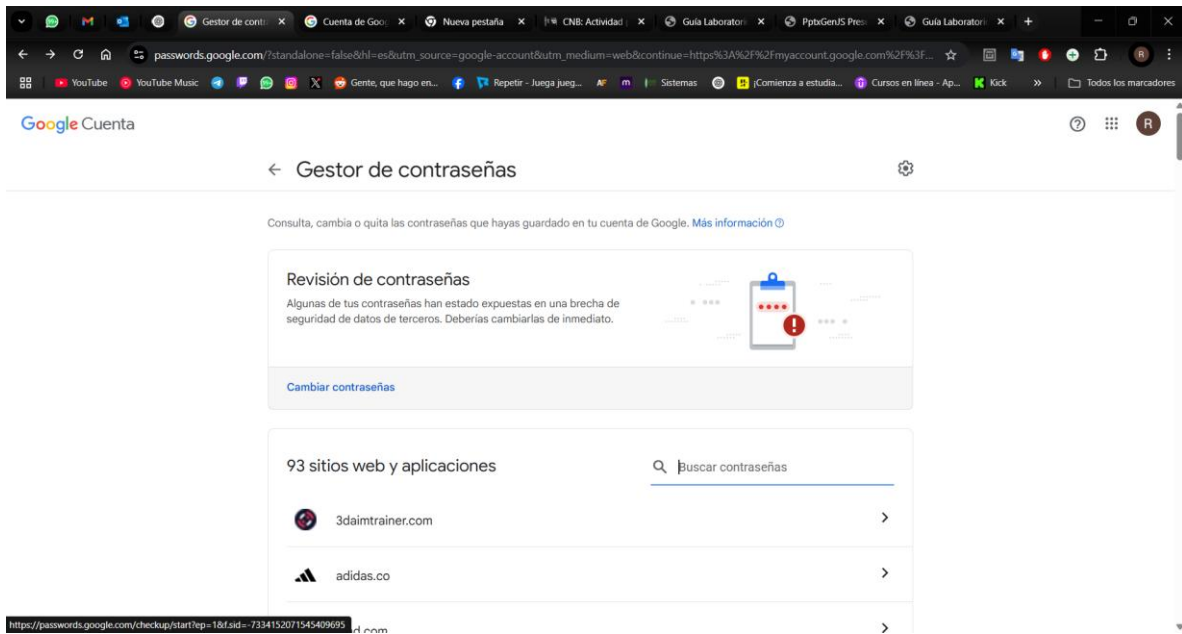 Gestor de contr
Cuenta de Goog
Nueva pestaña
CNB: Actividad
Guía Laboratori
PptxGenJS Pres
Guía Laboratori
passwords.google.com/?standalone=false&hl=es&utm_source=google-account&utm_medium=web&continue=https%3A%2F%2Fmyaccount.google.com%2F%3F...
R
YouTube
YouTube Music
Gente, que hago en...
Repetir - Juega jueg...
AF
m
Sistemas
¡Comienza a estudia...
Cursos en línea - Ap...
Kick
»
Todos los marcadores
Google Cuenta
R
Gestor de contraseñas
Consulta, cambia o quita las contraseñas que hayas guardado en tu cuenta de Google. Más información
Revisión de contraseñas
Algunas de tus contraseñas han estado expuestas en una brecha de
seguridad de datos de terceros. Deberías cambiarlas de inmediato.
Cambiar contraseñas
93 sitios web y aplicaciones
Buscar contraseñas
3daimtrainer.com
adidas.co
d.com
https://passwords.google.com/checkup/start?ep=1&f.sid=-7334152071545409695